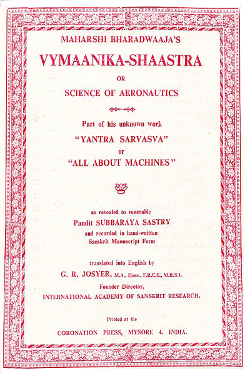 MAHARSHI BHARADWAAJA'S
VYMAANIKA-SHAASTRA
OR
SCIENCE OF AERONAUTICS
Part of his unknown work
"YANTRA SARVASVA"
or
"ALL ABOUT MACHINES"
as revealed to venerable
Pandit SUBBARAYA SASTRY
and recorded in hand-written
Sanskrit Manuscript Form
translated into English by
G. R. JOSYER, M.A., Hons., F.R.E.S., M.R.S.L.
Founder Director,
INTERNATIONAL ACADEMY OF SANSKRIT RESEARCH.
Printed at the
CORONATION PRESS, MYSORE 4. INDIA.